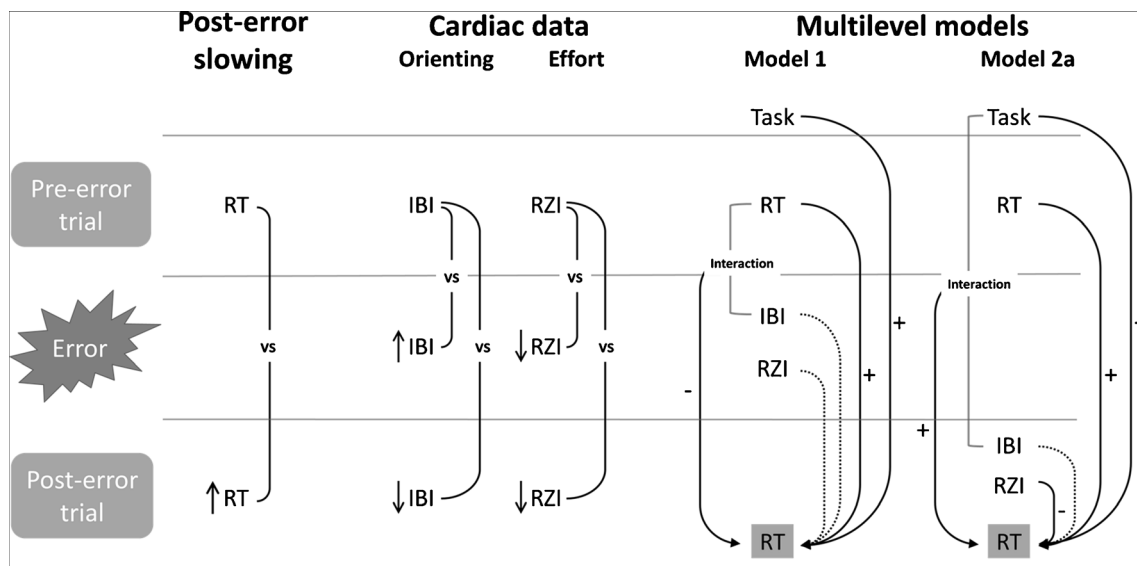 Post-error
slowing
Cardiac data
Orenting
Effort
Multilevel models
Model 1
Model 2a
Task
Task
Pre-error
trial
RT
IBI
RZI
RT
RT
vs
vs
Interaction
Interaction
Error
vs
↑ IBI
vs
↓ RZI
vs
IBI
RZI
+
-
+
-
+
+
Post-error
trial
↑ RT
↓ IBI
↓ RZI
IBI
RZI
-
RT
RT